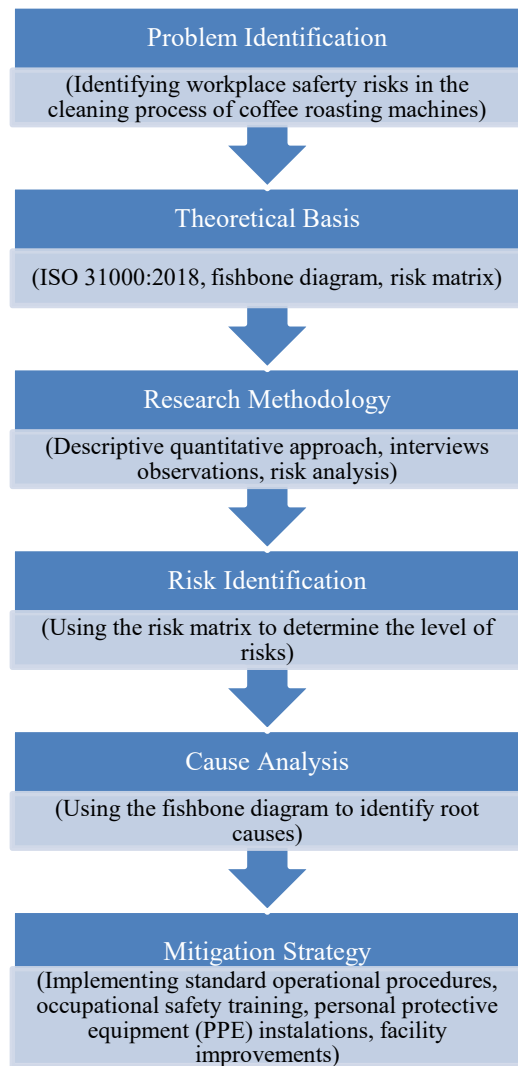 Problem Identification
(Identifying workplace saferty risks in the
cleaning process of coffee roasting machines)
Theoretical Basis
(ISO 31000:2018, fishbone diagram, risk matrix)
Research Methodology
(Descriptive quantitative approach, interviews
observations, risk analysis)
Risk Identification
(Using the risk matrix to determine the level of
risks)
Cause Analysis
(Using the fishbone diagram to identify root
causes)
Mitigation Strategy
(Implementing standard operational procedures,
occupational safety training, personal protective
equipment (PPE) instalations, facility
improvements)